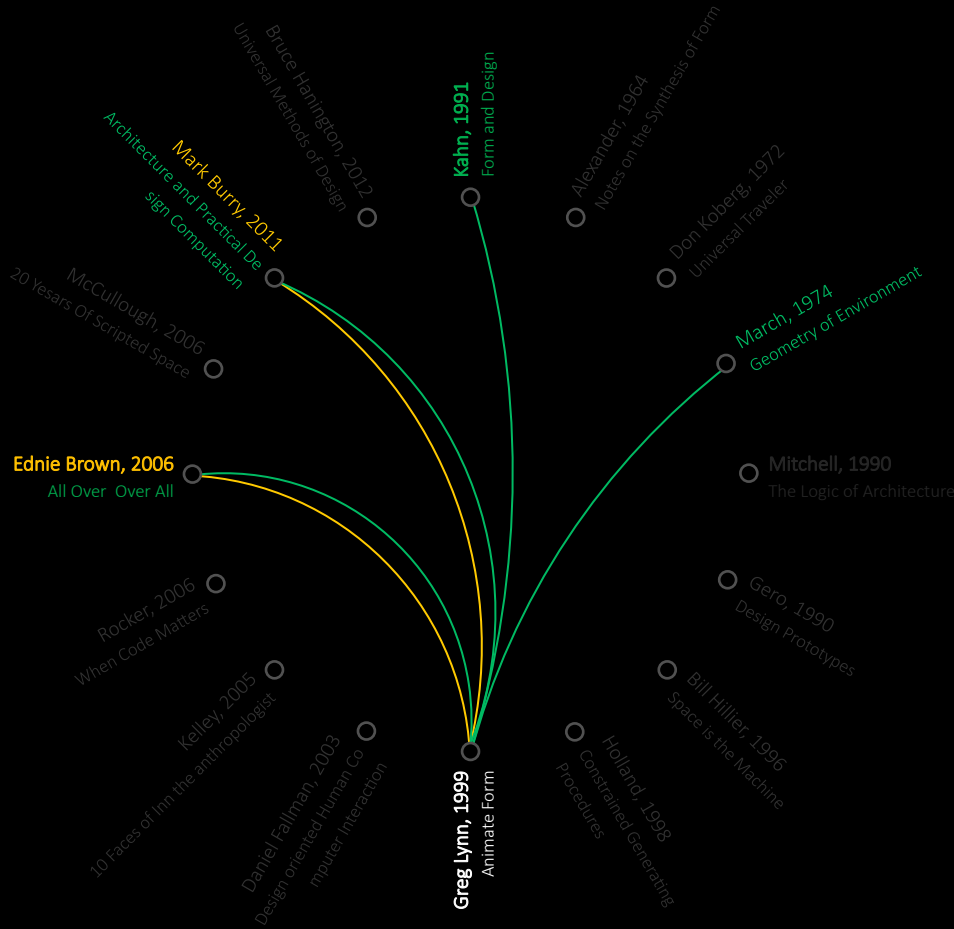 Kahn, 1991
Form and Design
Alexander, 1964
Notes on the Synthesis of Form
Don Koberg, 1972
Universal Traveler
March, 1974
Geometry of Environment
Mitchell, 1990
The Logic of Architecture
Gero, 1990
Design Prototypes
Bill Hillier, 1996
Space is the Machine
Holland, 1998
Constrained Generating
Procedures
Greg Lynn, 1999
Animate Form
Daniel Fallman, 2003
Design oriented Human Co
mputer Interaction
Kelley, 2005
10 Faces of Inn the anthropologist
Rocker, 2006
When Code Matters
Ednie Brown, 2006
All Over  Over All
McCullough, 2006
20 Yesars Of Scripted Space
Mark Burry, 2011
Architecture and Practical De
sign Computation
Bruce Hanington, 2012
Universal Methods of Design